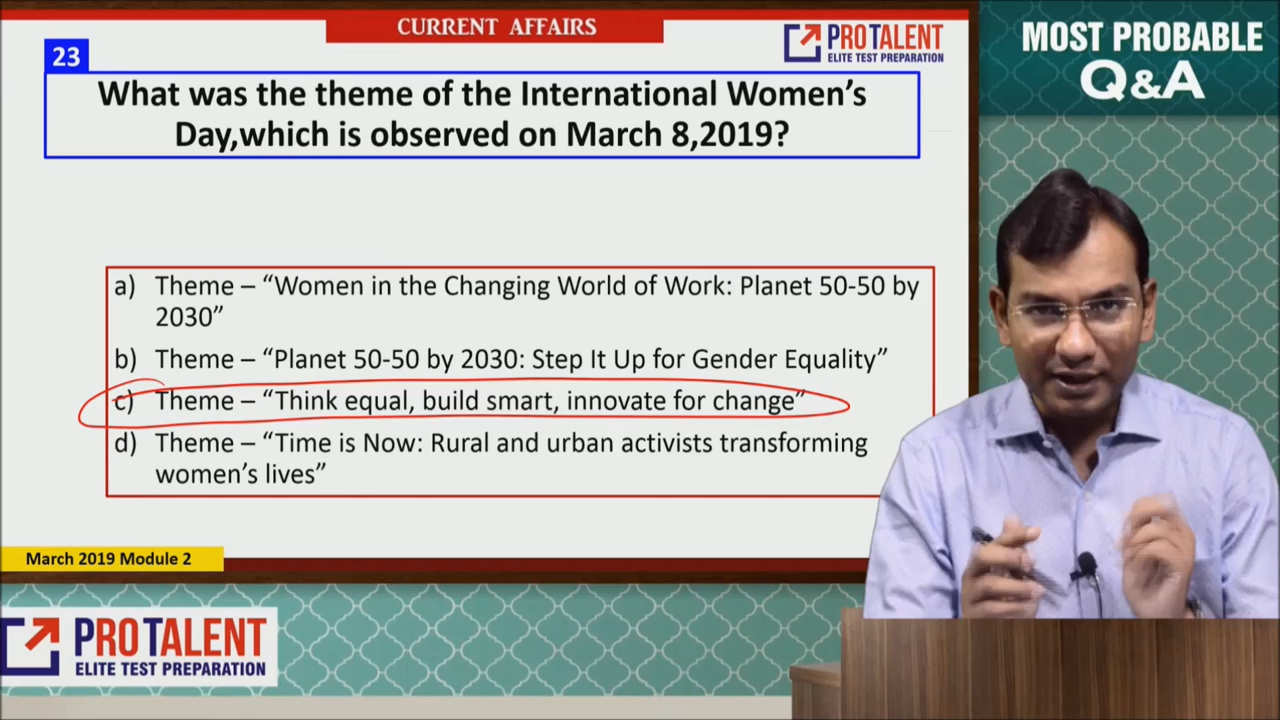 CURRENT AFFAIRS
PROTALENT
ELITE TEST PREPARATION
MOST PROBABLE
Q&A
23
What was the theme of the International Women’s
Day,which is observed on March 8,2019?
a) Theme – “Women in the Changing World of Work: Planet 50-50 by
2030”
b) Theme – “Planet 50-50 by 2030: Step It Up for Gender Equality”
c) Theme – “Think equal, build smart, innovate for change”
d) Theme – “Time is Now: Rural and urban activists transforming
women’s lives”
March 2019 Module 2
PROTALENT
ELITE TEST PREPARATION